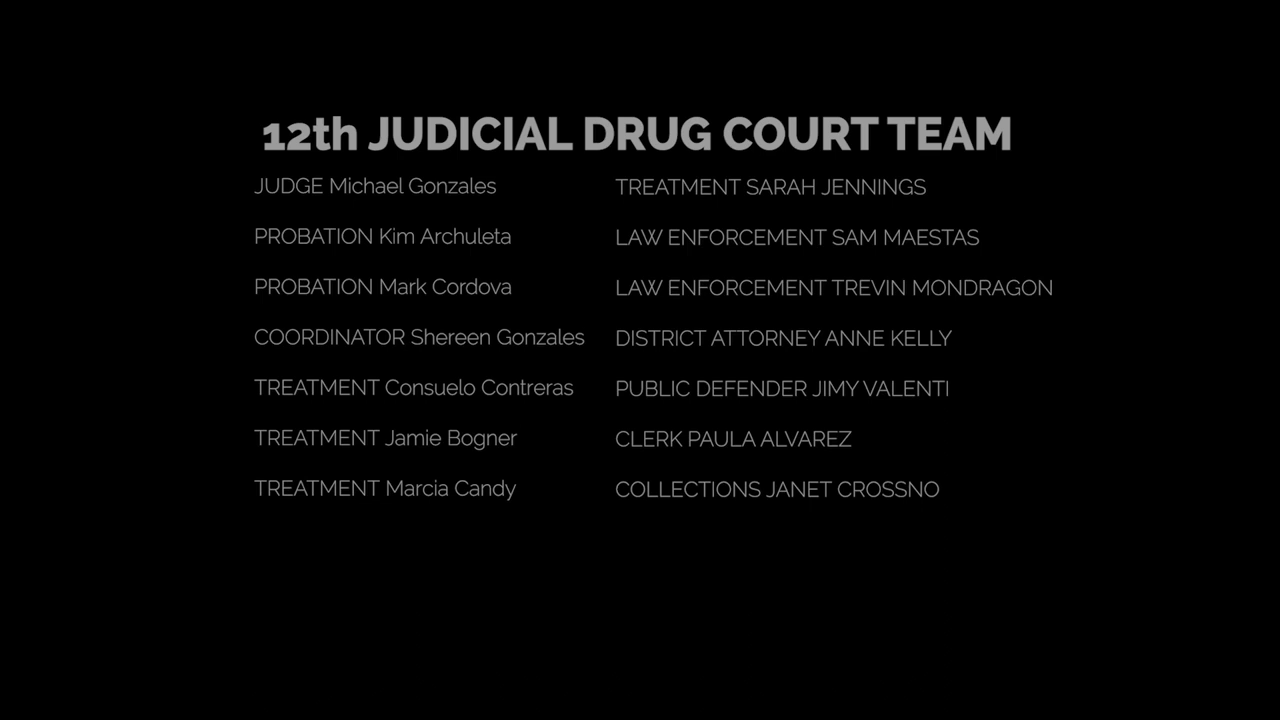 12th JUDICIAL DRUG COURT TEAM
JUDGE Michael Gonzales
PROBATION Kim Archuleta
PROBATION Mark Cordova
COORDINATOR Shereen Gonzales
TREATMENT Consuelo Contreras
TREATMENT Jamie Bogner
TREATMENT Marcia Candy
TREATMENT SARAH JENNINGS
LAW ENFORCEMENT SAM MAESTAS
LAW ENFORCEMENT TREVIN MONDRAGON
DISTRICT ATTORNEY ANNE KELLY
PUBLIC DEFENDER JIMY VALENTI
CLERK PAULA ALVAREZ
COLLECTIONS JANET CROSSNO